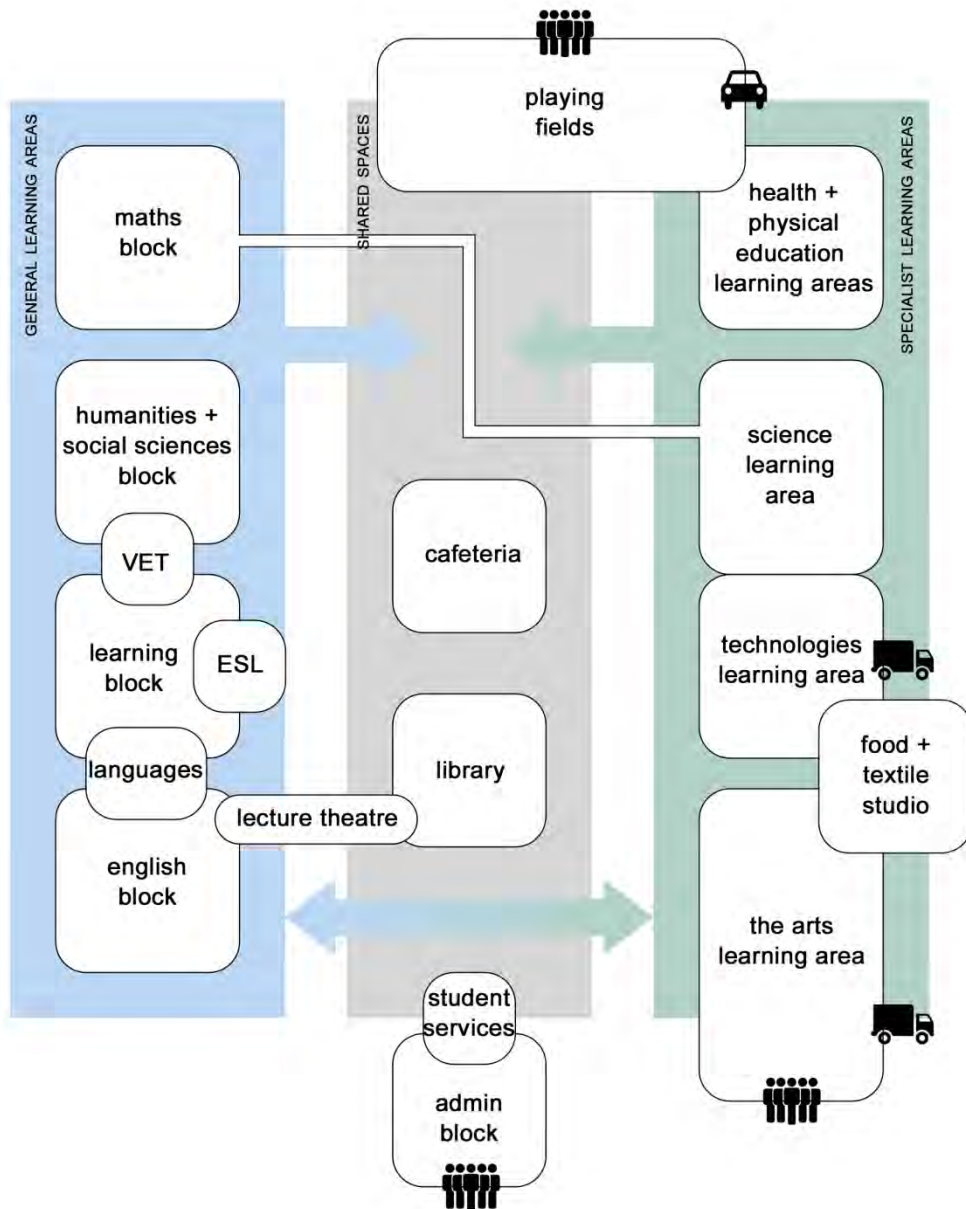 playing
fields
GENERAL LEARNING AREAS
maths
block
SHARED SPACES
health +
physical
education
learning areas
SPECIALIST LEARNING AREAS
humanities +
social sciences
block
science
learning
area
VET
cafeteria
learning
block
ESL
technologies
learning area
languages
library
food +
textile
studio
lecture theatre
english
block
the arts
learning area
student
services
admin
block